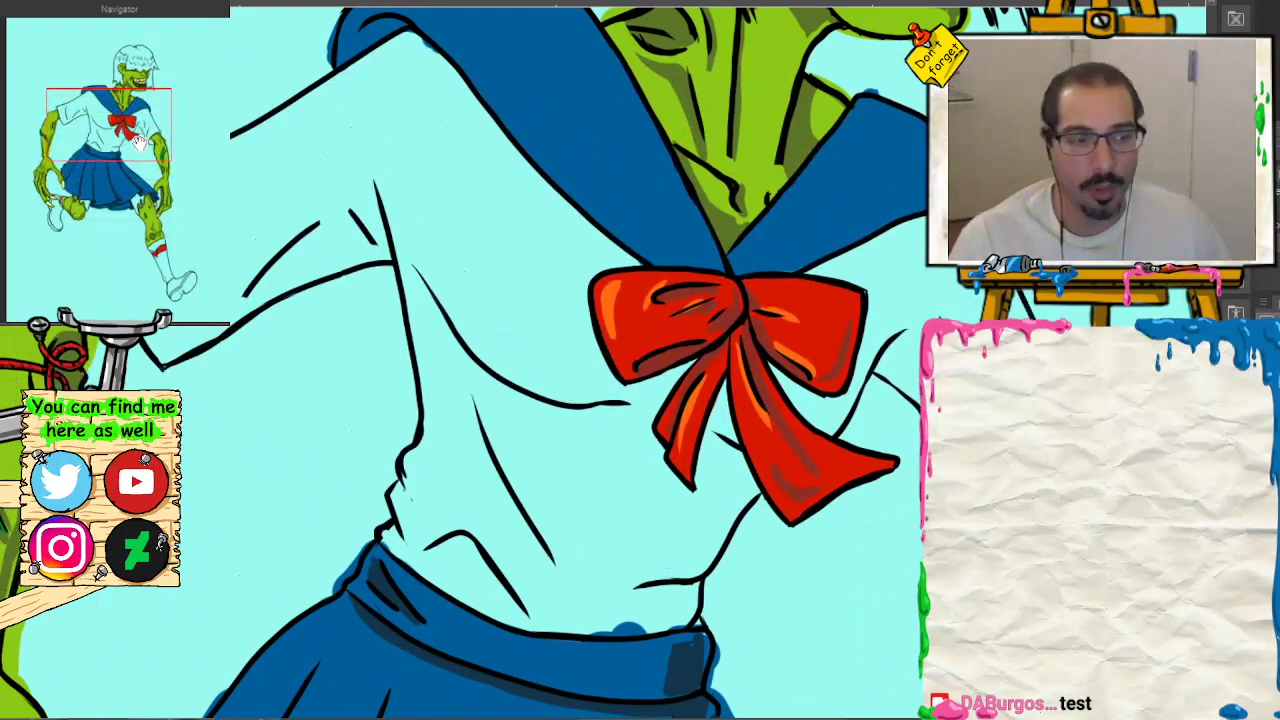 Navigator
Don't
forget
You can find me
here as well
DABurgos... test